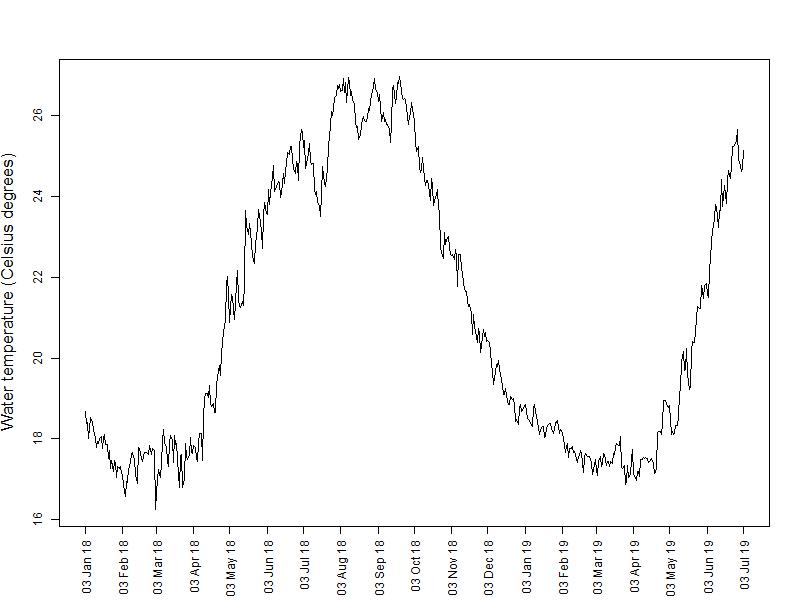 Water temperature (Celsius degrees)
26
24
22
20
18
16
03 Jan 18
03 Feb 18
03 Mar 18
03 Apr 18
03 May 18
03 Jun 18
03 Jul 18
03 Aug 18
03 Sep 18
03 Oct 18
03 Nov 18
03 Dec 18
03 Jan 19
03 Feb 19
03 Mar 19
03 Apr 19
03 May 19
03 Jun 19
03 Jul 19